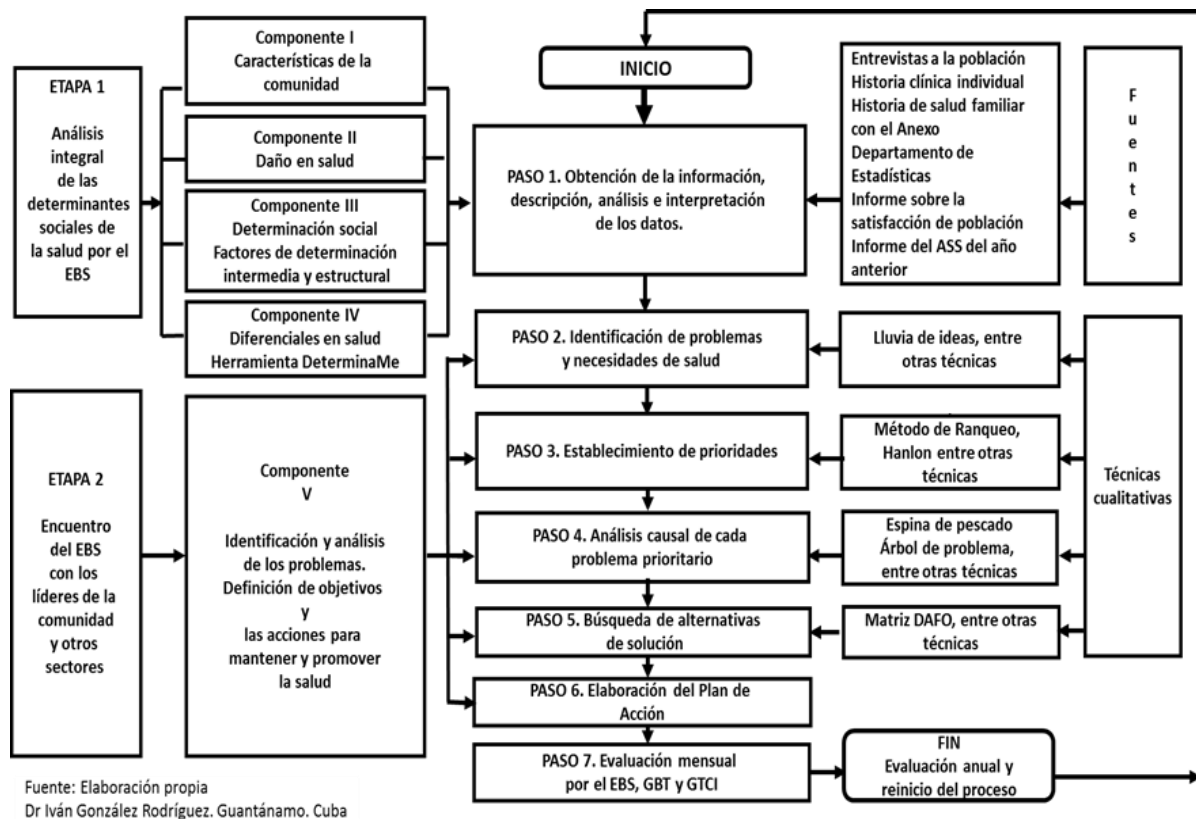 ETAPA 1
Análisis
integral
de las
determinantes
sociales de
la salud por el
EBS
Componente I
Características de la
comunidad
Componente II
Daño en salud
Componente III
Determinación social
Factores de determinación
intermedia y estructural
Componente IV
Diferenciales en salud
Herramienta DeterminaMe
INICIO
PASO 1. Obtención de la información,
descripción, análisis e interpretación
de los datos.
Entrevistas a la población
Historia clínica individual
Historia de salud familiar
con el Anexo
Departamento de
Estadísticas
Informe sobre la
satisfacción de población
Informe del ASS del año
anterior
F
u
e
n
t
e
s
ETAPA 2
Encuentro
del EBS
con los
líderes de la
comunidad
y otros
sectores
Componente
V
Identificación y análisis
de los problemas.
Definición de objetivos
y
las acciones para
mantener y promover
la salud
PASO 2. Identificación de problemas
y necesidades de salud
Lluvia de ideas, entre
otras técnicas
PASO 3. Establecimiento de prioridades
Método de Ranqueo,
Hanlon entre otras
técnicas
PASO 4. Análisis causal de cada
problema prioritario
Espina de pescado
Árbol de problema,
entre otras técnicas
PASO 5. Búsqueda de alternativas
de solución
Matriz DAFO, entre otras
técnicas
Técnicas
cualitativas
PASO 6. Elaboración del Plan de
Acción
PASO 7. Evaluación mensual
por el EBS, GBT y GTCI
FIN
Evaluación anual y
reinicio del proceso
Fuente: Elaboración propia
Dr Iván González Rodríguez. Guantánamo. Cuba